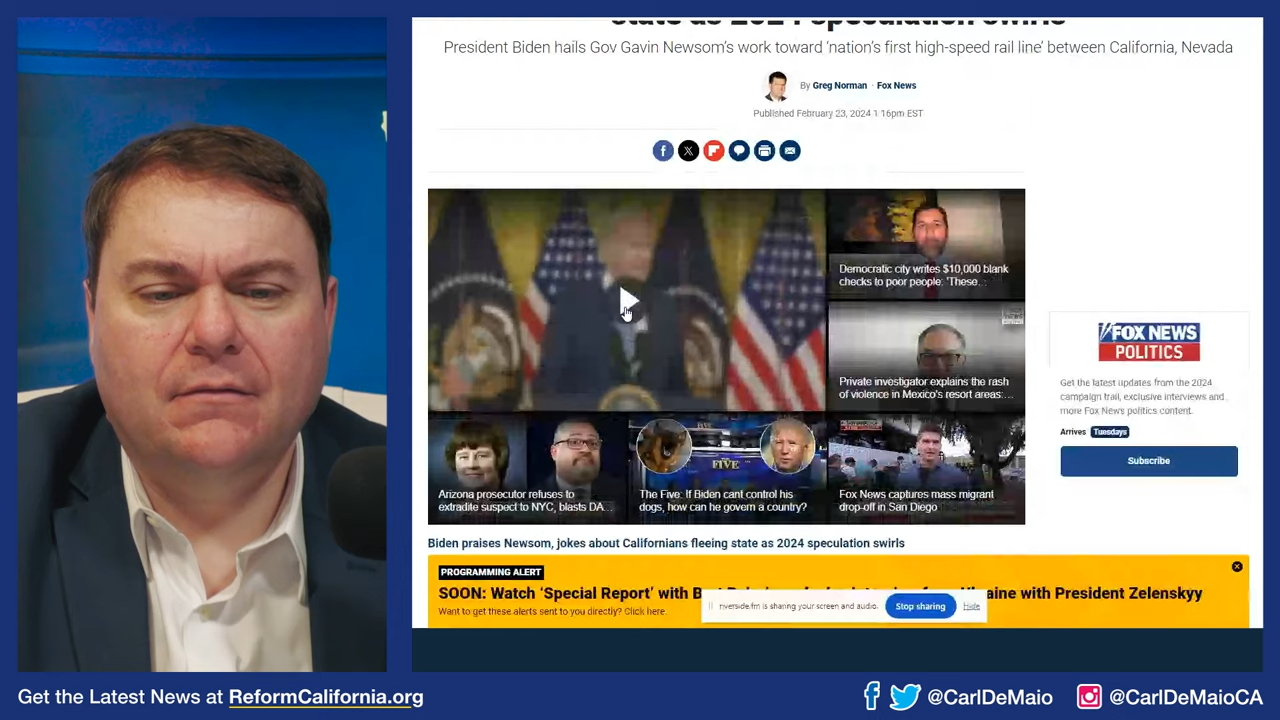 state as 2024 speculation swirls
President Biden hails Gov Gavin Newsom's work toward 'nation's first high-speed rail line' between California, Nevada
By Greg Norman · Fox News
Published February 23, 2024 1:16pm EST
Democratic city writes $10,000 blank
checks to poor people: 'These...
Private investigator explains the rash
of violence in Mexico's resort areas:...
Arizona prosecutor refuses to
extradite suspect to NYC, blasts DA...
THE FIVE
The Five: If Biden cant control his
dogs, how can he govern a country?
Fox News captures mass migrant
drop-off in San Diego
FOX NEWS
POLITICS
Get the latest updates from the 2024
campaign trail, exclusive interviews and
more Fox News politics content.
Arrives Tuesdays
Subscribe
Biden praises Newsom, jokes about Californians fleeing state as 2024 speculation swirls
PROGRAMMING ALERT
SOON: Watch 'Special Report' with B aine with President Zelenskyy
Want to get these alerts sent to you directly? Click here.
riverside.fm is sharing your screen and audio.
Stop sharing
Hide
Get the Latest News at ReformCalifornia.org
@CarlDeMaio
@CarlDeMaioCA